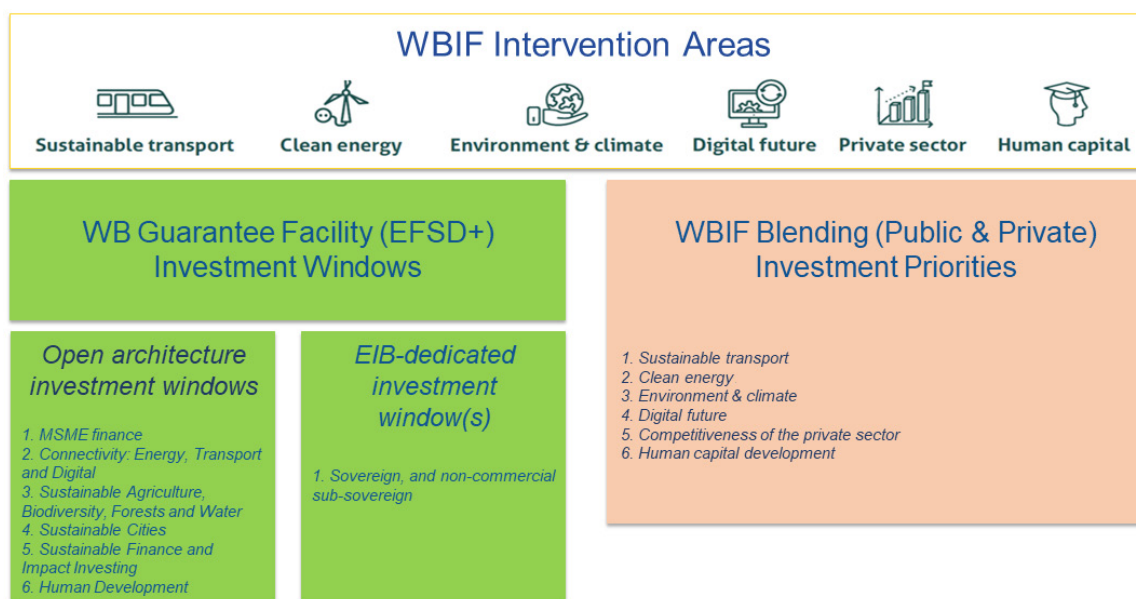 WBIF Intervention Areas
Sustainable transport
Clean energy
Environment & climate
Digital future
Private sector
Human capital
WB Guarantee Facility (EFSD+)
Investment Windows
Open architecture
investment windows
1. MSME finance
2. Connectivity: Energy, Transport
and Digital
3. Sustainable Agriculture,
Biodiversity, Forests and Water
4. Sustainable Cities
5. Sustainable Finance and
Impact Investing
6. Human Development
EIB-dedicated
investment
window(s)
1. Sovereign, and non-commercial
sub-sovereign
WBIF Blending (Public & Private)
Investment Priorities
1. Sustainable transport
2. Clean energy
3. Environment & climate
4. Digital future
5. Competitiveness of the private sector
6. Human capital development